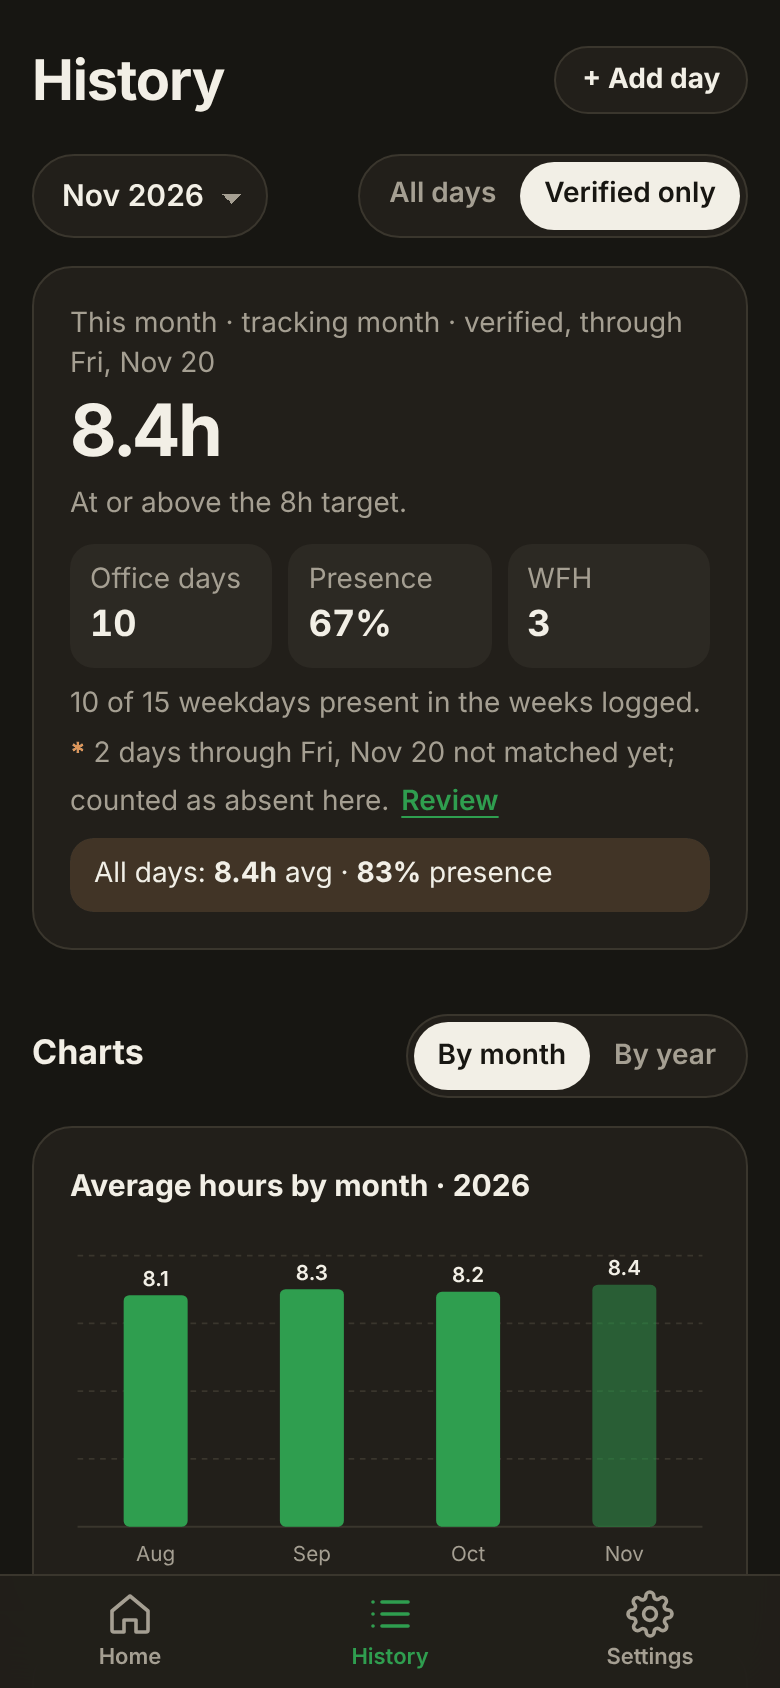 History
+ Add day
Nov 2026
All days
Verified only
This month · tracking month · verified, through
Fri, Nov 20
8.4h
At or above the 8h target.
Office days
10
Presence
67%
WFH
3
10 of 15 weekdays present in the weeks logged.
* 2 days through Fri, Nov 20 not matched yet;
counted as absent here. Review
All days: 8.4h avg · 83% presence
Charts
By month
By year
Average hours by month · 2026
8.1
8.3
8.2
8.4
Aug
Sep
Oct
Nov
Home
History
Settings